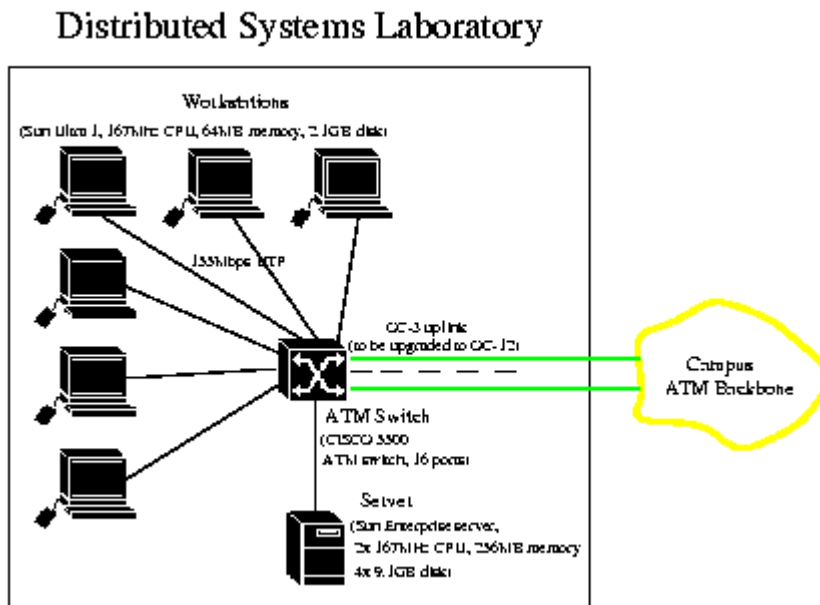 Distributed Systems Laboratory
Workstations
(Sun Ultra 1, 167MHz CPU, 64MB memory, 2.1GB disk)
155Mbps UTP
OC-3 uplink
(to be upgraded to OC-12)
Campus
ATM Backbone
ATM Switch
(CISCO
ATM switch, 16 ports)
Server
(Sun Enterprise server,
2x 167MHz CPU, 256MB memory
4x 9.1GB disk)